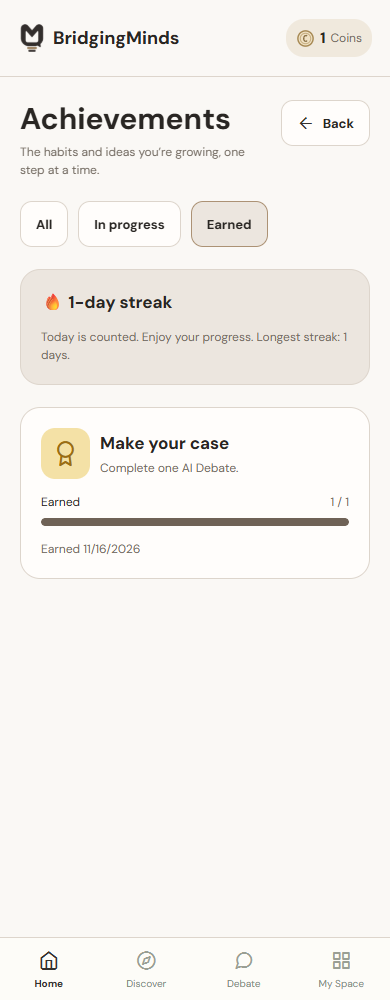 BridgingMinds
1 Coins
Achievements
Back
The habits and ideas you’re growing, one
step at a time.
All
In progress
Earned
1-day streak
Today is counted. Enjoy your progress. Longest streak: 1
days.
Make your case
Complete one AI Debate.
Earned
1 / 1
Earned 11/16/2026
Home
Discover
Debate
My Space